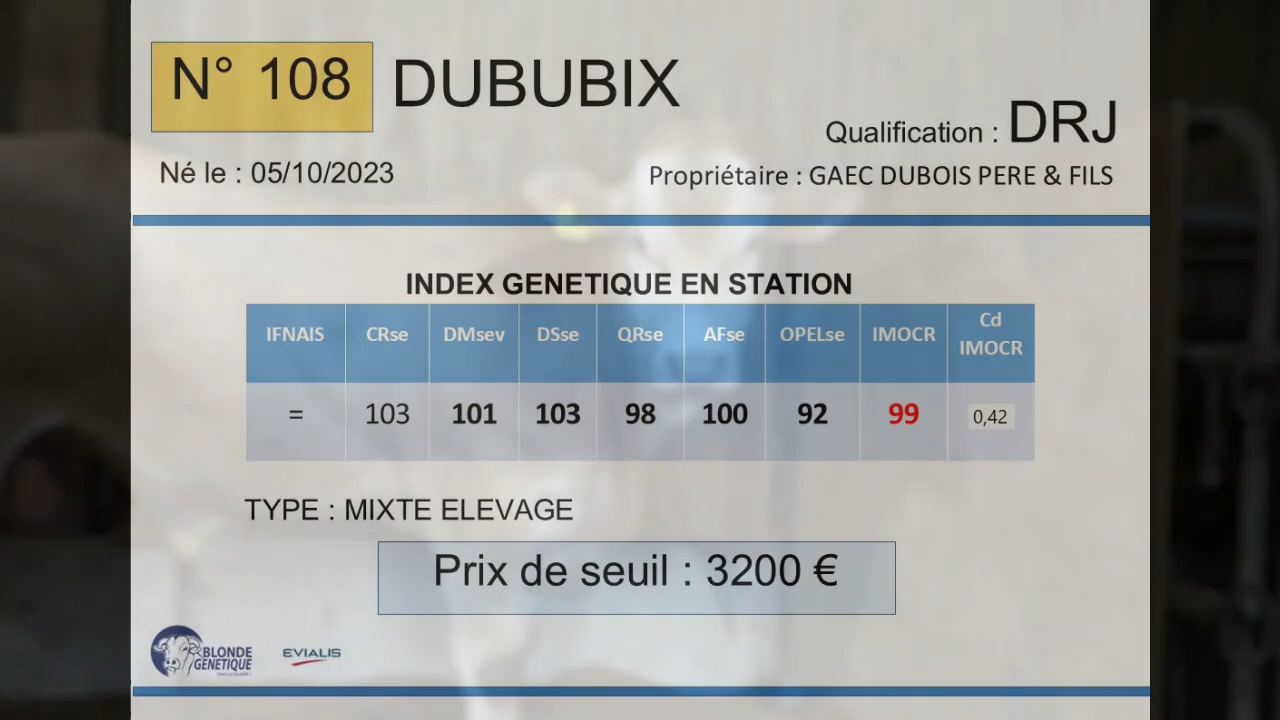 N° 108
DUBUBIX
Qualification : DRJ
Né le : 05/10/2023
Propriétaire : GAEC DUBOIS PERE & FILS
INDEX GENETIQUE EN STATION
IFNAIS CRse DMsev DSse QRse AFse OPELse IMOCR Cd IMOCR
= 103 101 103 98 100 92 99 0,42
TYPE : MIXTE ELEVAGE
Prix de seuil : 3200 €
BLONDE
GENETIQUE
EVIALIS